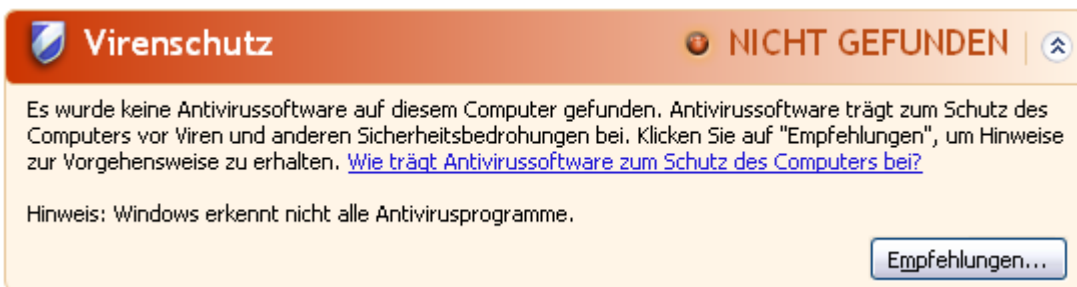 Virenschutz NICHT GEFUNDEN
Es wurde keine Antivirussoftware auf diesem Computer gefunden. Antivirussoftware trägt zum Schutz des
Computers vor Viren und anderen Sicherheitsbedrohungen bei. Klicken Sie auf "Empfehlungen", um Hinweise
zur Vorgehensweise zu erhalten. Wie trägt Antivirussoftware zum Schutz des Computers bei?
Hinweis: Windows erkennt nicht alle Antivirusprogramme.
Empfehlungen...